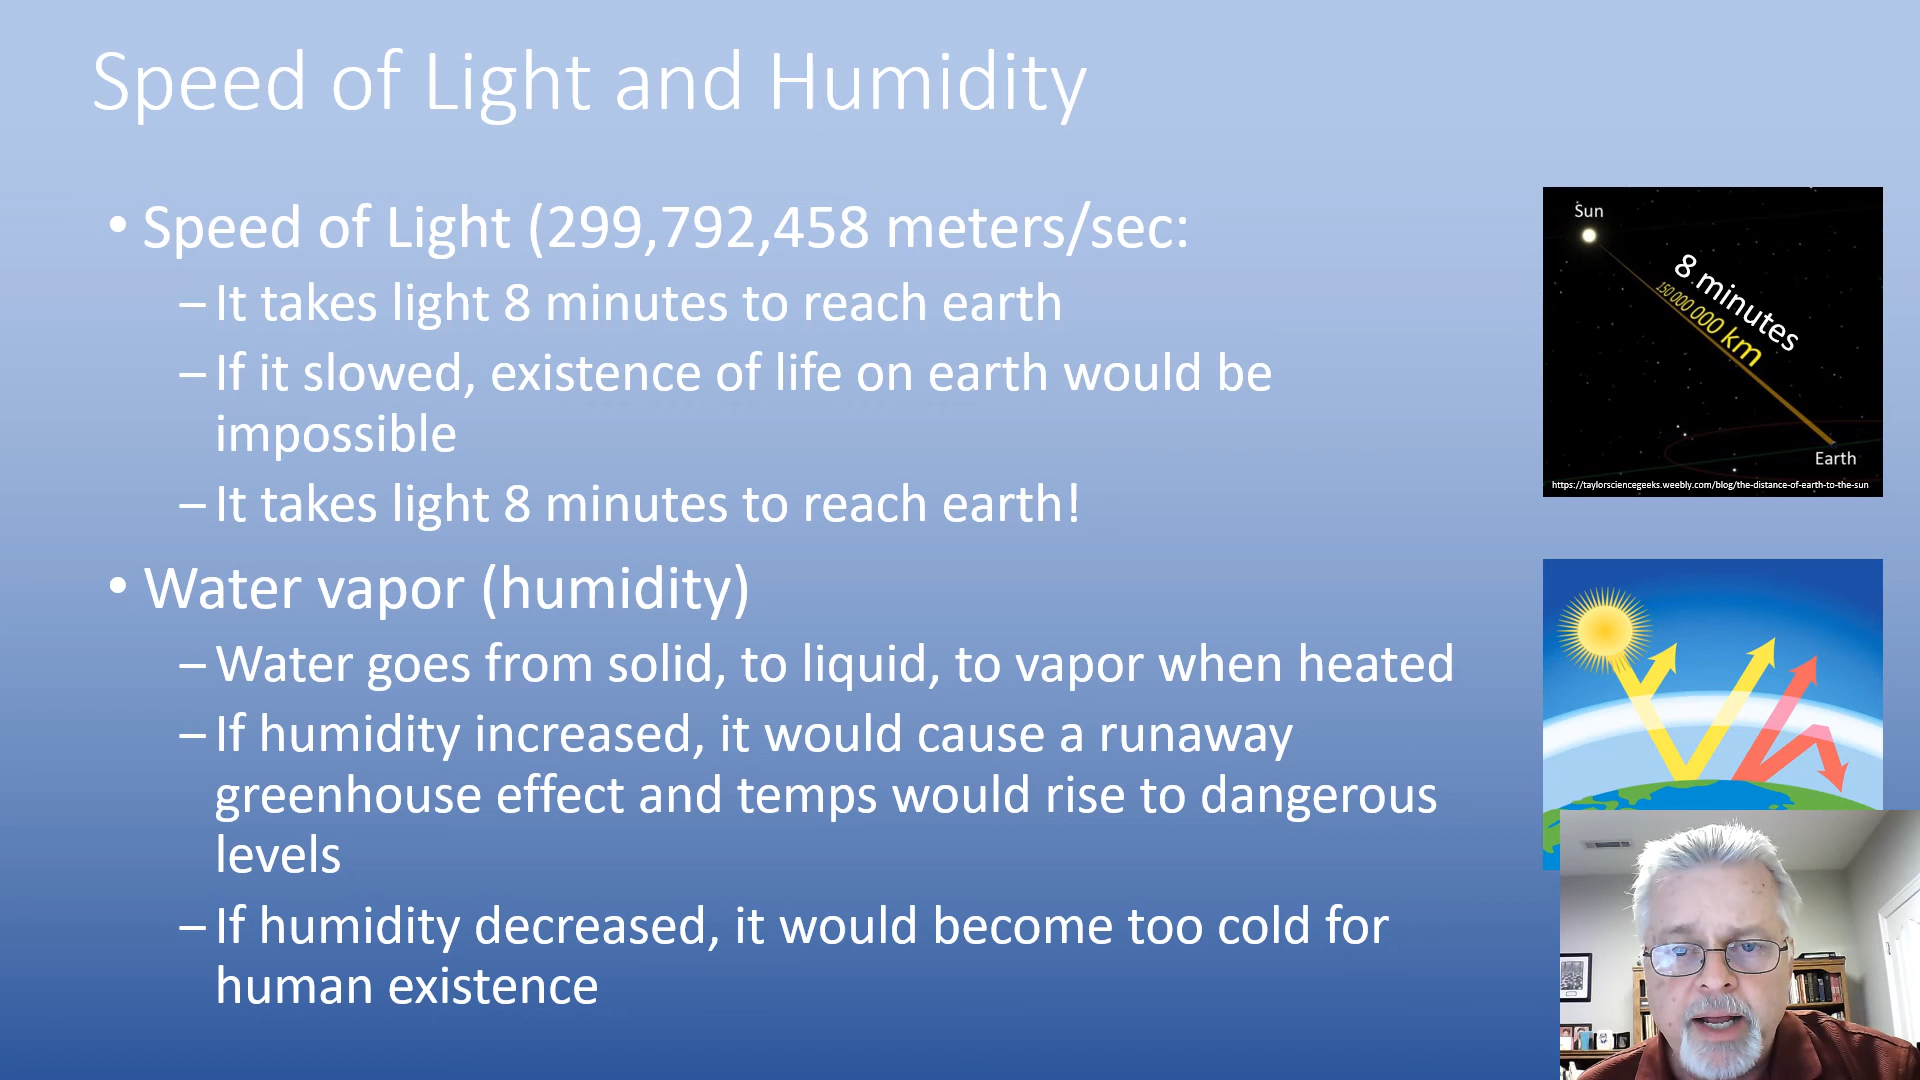 Speed of Light and Humidity
• Speed of Light (299,792,458 meters/sec:
– It takes light 8 minutes to reach earth
– If it slowed, existence of life on earth would be
impossible
– It takes light 8 minutes to reach earth!
• Water vapor (humidity)
– Water goes from solid, to liquid, to vapor when heated
– If humidity increased, it would cause a runaway
greenhouse effect and temps would rise to dangerous
levels
– If humidity decreased, it would become too cold for
human existence
Sun
8 minutes
150 000 000 km
Earth
https://taylorsciencegeeks.weebly.com/blog/the-distance-of-earth-to-the-sun